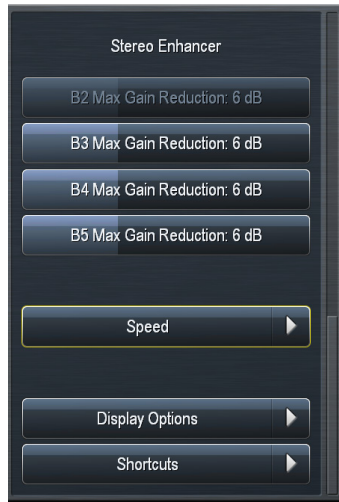 Stereo Enhancer
B2 Max Gain Reduction: 6 dB
B3 Max Gain Reduction: 6 dB
B4 Max Gain Reduction: 6 dB
B5 Max Gain Reduction: 6 dB
Speed
Display Options
Shortcuts